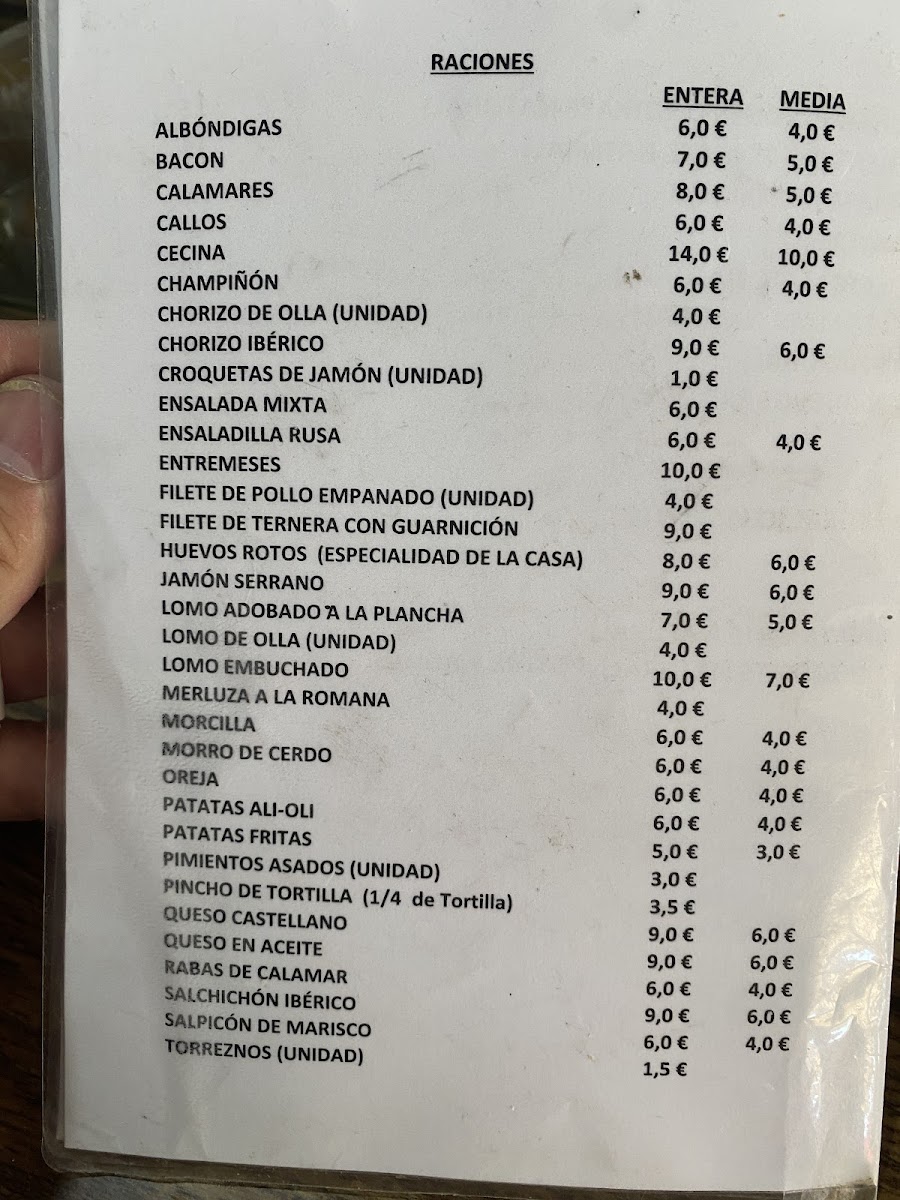 RACIONES
ENTERA MEDIA
ALBÓNDIGAS 6,0 € 4,0 €
BACON 7,0 € 5,0 €
CALAMARES 8,0 € 5,0 €
CALLOS 6,0 € 4,0 €
CECINA 14,0 € 10,0 €
CHAMPIÑÓN 6,0 € 4,0 €
CHORIZO DE OLLA (UNIDAD) 4,0 €
CHORIZO IBÉRICO 9,0 € 6,0 €
CROQUETAS DE JAMÓN (UNIDAD) 1,0 €
ENSALADA MIXTA 6,0 €
ENSALADILLA RUSA 6,0 € 4,0 €
ENTREMESES 10,0 €
FILETE DE POLLO EMPANADO (UNIDAD) 4,0 €
FILETE DE TERNERA CON GUARNICIÓN 9,0 €
HUEVOS ROTOS (ESPECIALIDAD DE LA CASA) 8,0 € 6,0 €
JAMÓN SERRANO 9,0 € 6,0 €
LOMO ADOBADO A LA PLANCHA 7,0 € 5,0 €
LOMO DE OLLA (UNIDAD) 4,0 €
LOMO EMBUCHADO 10,0 € 7,0 €
MERLUZA A LA ROMANA 4,0 €
MORCILLA 6,0 € 4,0 €
MORRO DE CERDO 6,0 € 4,0 €
OREJA 6,0 € 4,0 €
PATATAS ALI-OLI 6,0 € 4,0 €
PATATAS FRITAS 5,0 € 3,0 €
PIMIENTOS ASADOS (UNIDAD) 3,0 €
PINCHO DE TORTILLA (1/4 de Tortilla) 3,5 €
QUESO CASTELLANO 9,0 € 6,0 €
QUESO EN ACEITE 9,0 € 6,0 €
RABAS DE CALAMAR 6,0 € 4,0 €
SALCHICHÓN IBÉRICO 9,0 € 6,0 €
SALPICÓN DE MARISCO 6,0 € 4,0 €
TORREZNOS (UNIDAD) 1,5 €